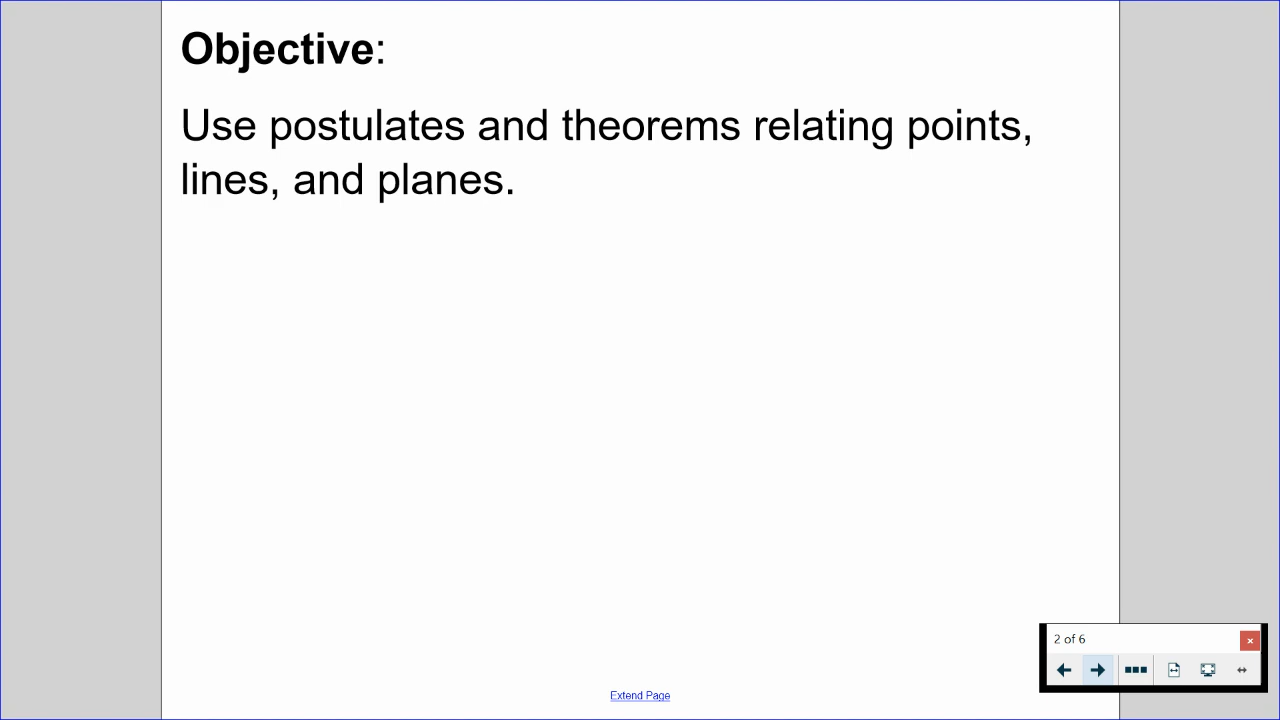 Objective:
Use postulates and theorems relating points,
lines, and planes.
2 of 6
Extend Page